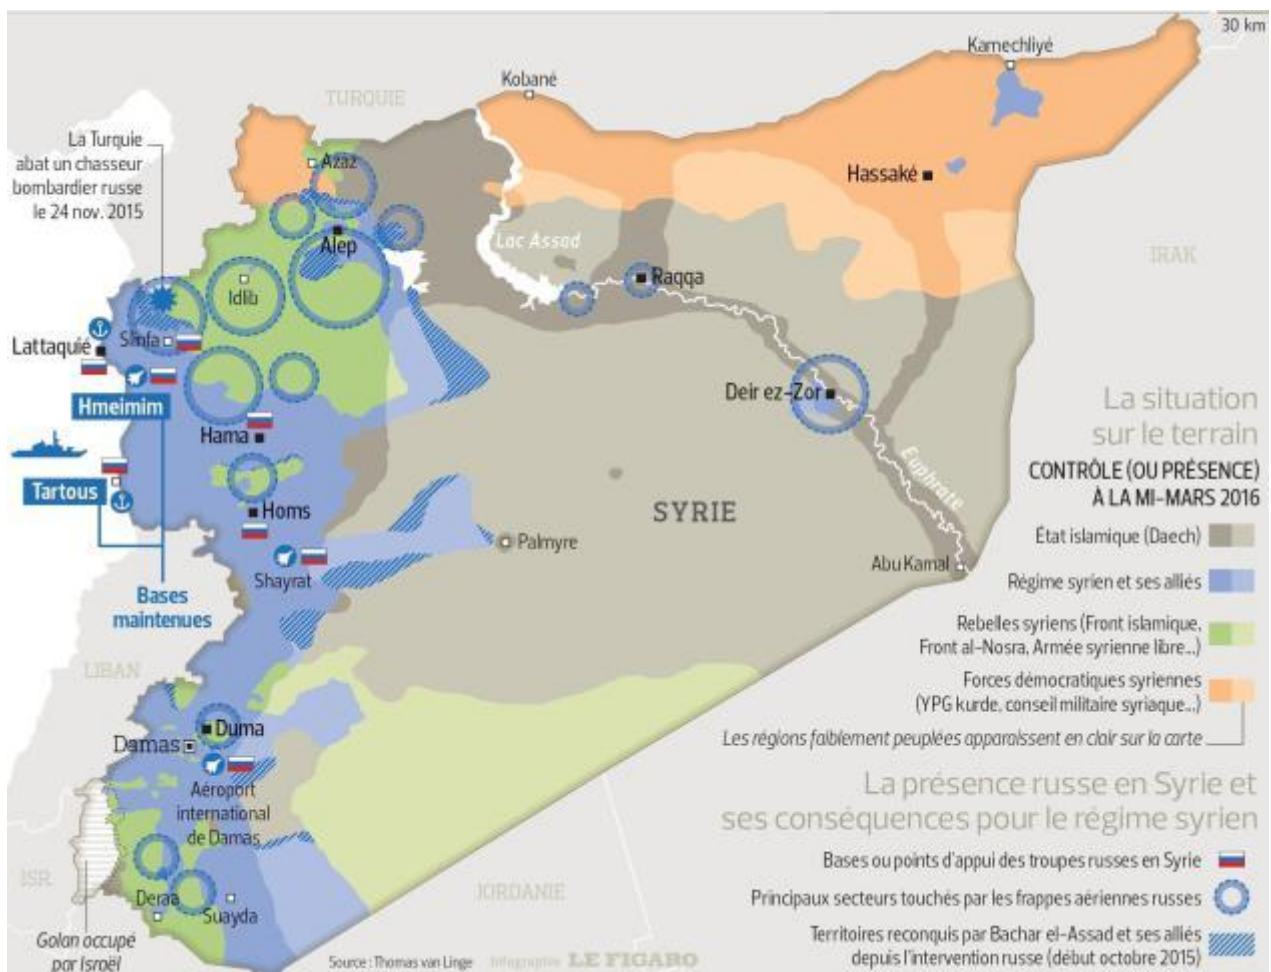 30 km
Kamechliyé
Kobané
TURQUIE
La Turquie
abat un chasseur
bombardier russe
le 24 nov. 2015
Azaz
Hassaké
Alep
Lac Assad
IRAK
Raqqa
Idlib
Slinfa
Lattaquié
Deir ez-Zor
Hmeimim
Hama
Euphrate
Tartous
Homs
SYRIE
Palmyre
Shayrat
Abu Kamal
Bases
maintenues
LIBAN
Duma
Damas
Aéroport
international
de Damas
ISR.
Deraa
Suayda
JORDANIE
Golan occupé
par Israël
Source : Thomas van Linge
Infographie LE FIGARO
La situation
sur le terrain
CONTRÔLE (OU PRÉSENCE)
À LA MI-MARS 2016
État islamique (Daech)
Régime syrien et ses alliés
Rebelles syriens (Front islamique,
Front al-Nosra, Armée syrienne libre...)
Forces démocratiques syriennes
(YPG kurde, conseil militaire syriaque...)
Les régions faiblement peuplées apparaissent en clair sur la carte
La présence russe en Syrie et
ses conséquences pour le régime syrien
Bases ou points d'appui des troupes russes en Syrie
Principaux secteurs touchés par les frappes aériennes russes
Territoires reconquis par Bachar el-Assad et ses alliés
depuis l'intervention russe (début octobre 2015)